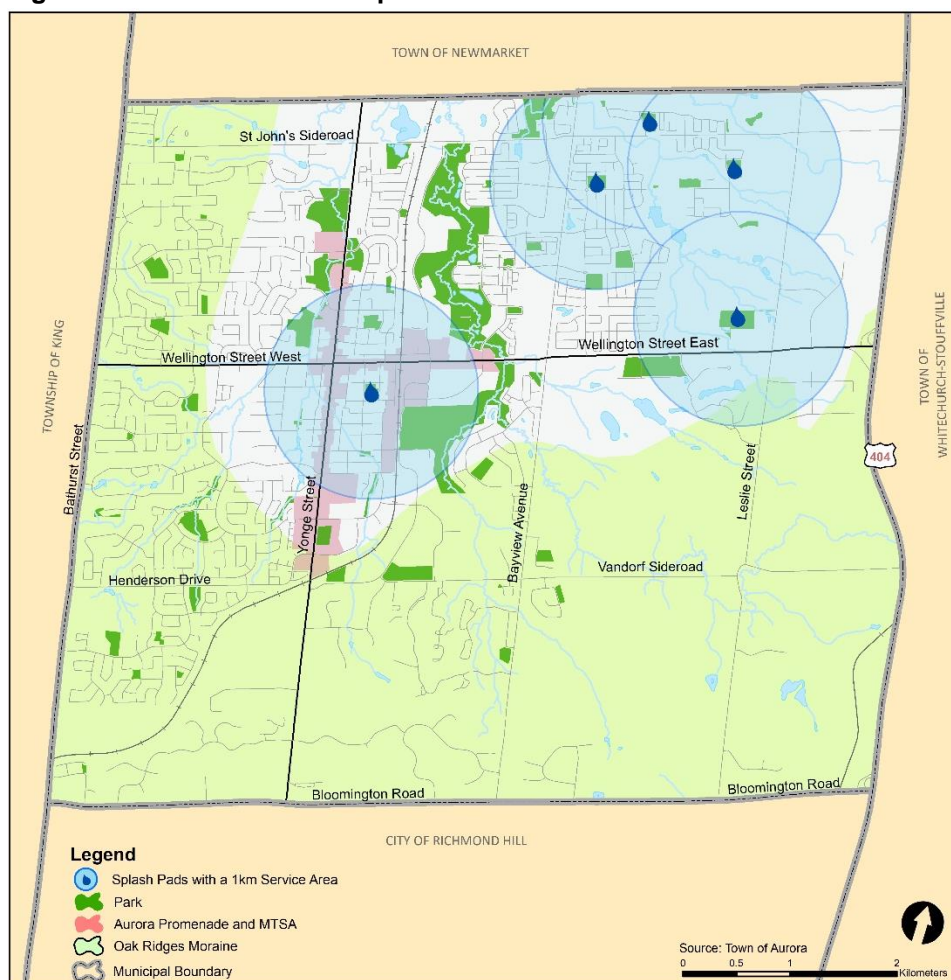 TOWN OF NEWMARKET
St John's Sideroad
TOWNSHIP OF KING
Bathurst Street
Wellington Street West
Wellington Street East
TOWN OF
WHITECHURCH-STOUFFVILLE
404
Yonge Street
Bayview Avenue
Leslie Street
Henderson Drive
Vandorf Sideroad
Bloomington Road
Bloomington Road
CITY OF RICHMOND HILL
Legend
Splash Pads with a 1km Service Area
Park
Aurora Promenade and MTSA
Oak Ridges Moraine
Municipal Boundary
Source: Town of Aurora
0 0.5 1 2
Kilometers